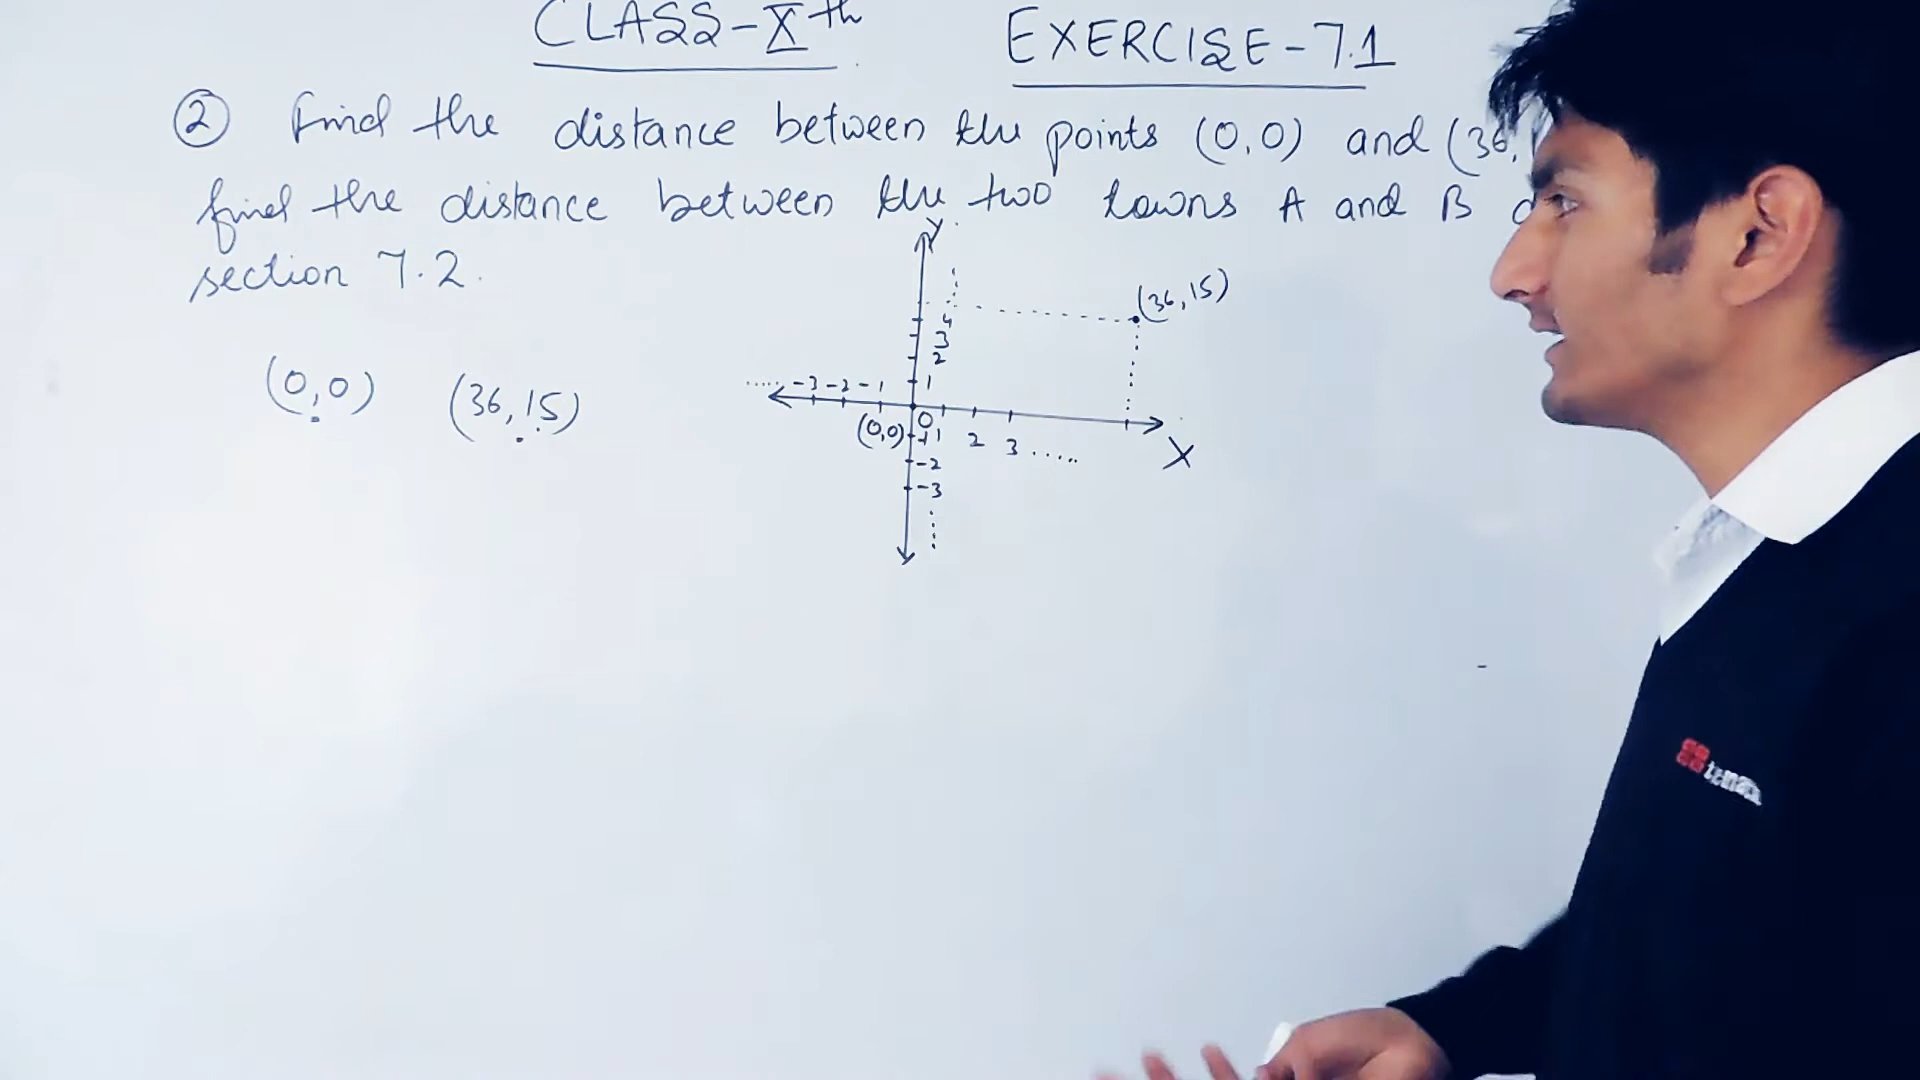 CLASS-Xth EXERCISE-7.1
② Find the distance between the points (0,0) and (36,
find the distance between the two towns A and B
section 7.2.
(0,0) (36,15)
Y
(36,15)
4
3
2
1
..... -3 -2 -1
(0,0) 0 1 2 3 .....
X
-1
-2
-3